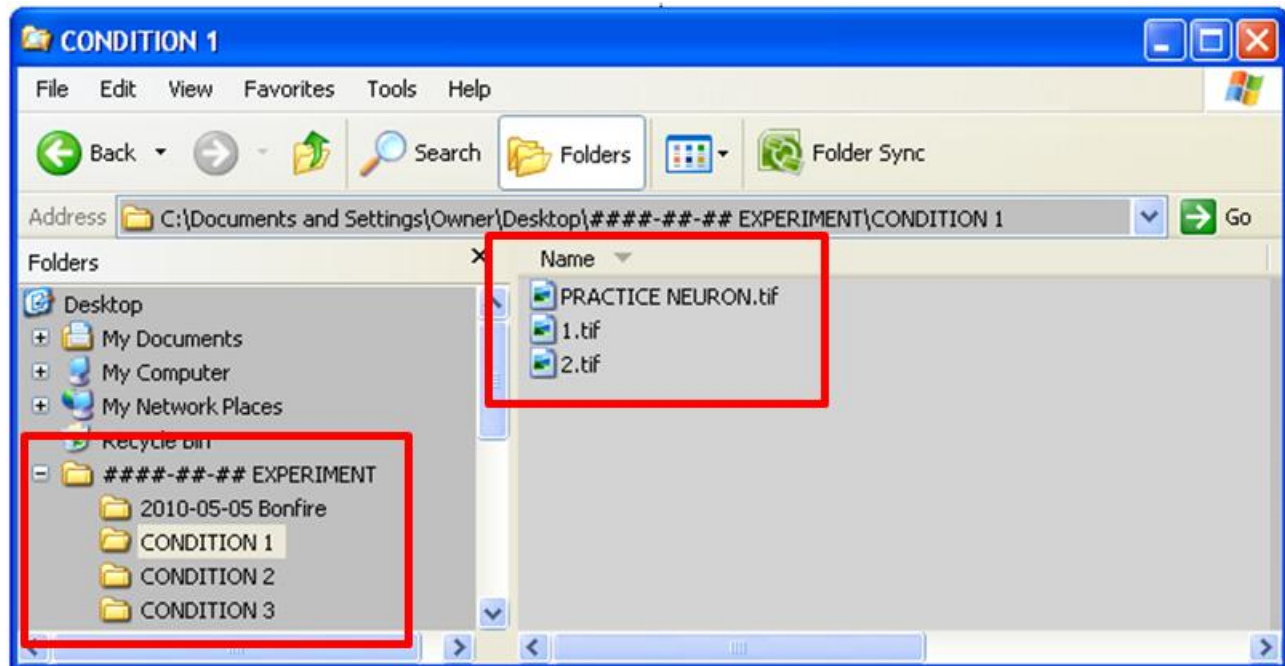 CONDITION 1
File Edit View Favorites Tools Help
Back Search Folders Folder Sync
Address C:\Documents and Settings\Owner\Desktop\####-##-## EXPERIMENT\CONDITION 1 Go
Folders X Name
Desktop
My Documents
My Computer
My Network Places
Recycle Bin
####-##-## EXPERIMENT
2010-05-05 Bonfire
CONDITION 1
CONDITION 2
CONDITION 3
PRACTICE NEURON.tif
1.tif
2.tif